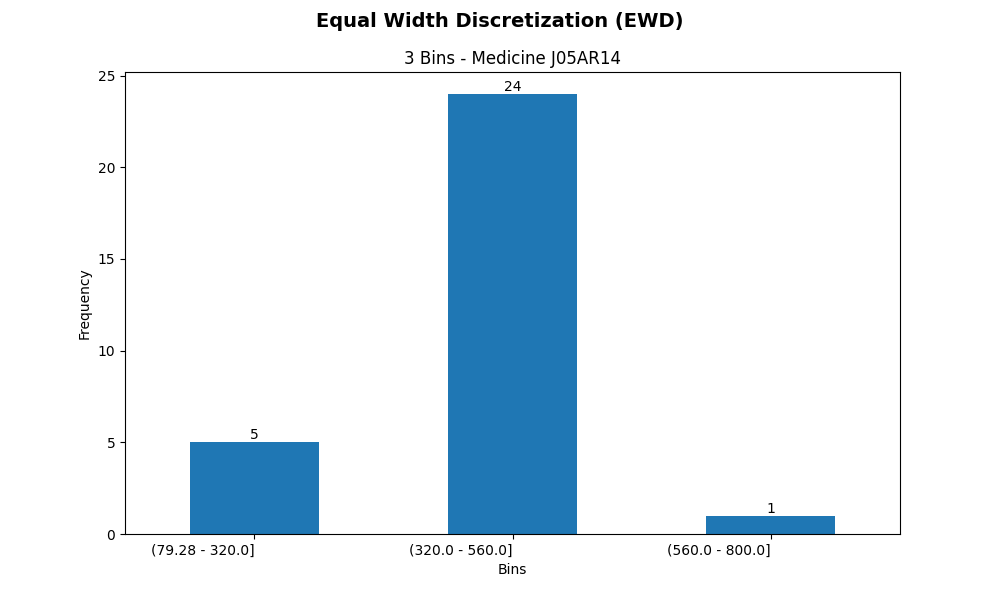 Equal Width Discretization (EWD)
3 Bins - Medicine J05AR14
25
20
15
10
5
0
Frequency
5
24
1
(79.28 - 320.0]
(320.0 - 560.0]
(560.0 - 800.0]
Bins